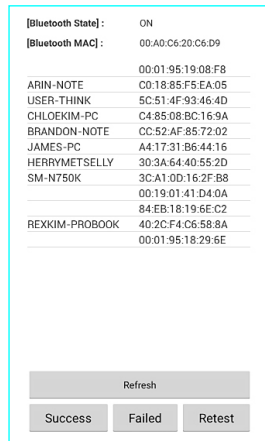 [Bluetooth State] : ON
[Bluetooth MAC] : 00:A0:C6:20:C6:D9
00:01:95:19:08:F8
ARIN-NOTE C0:18:85:F5:EA:05
USER-THINK 5C:51:4F:93:46:4D
CHLOEKIM-PC C4:85:08:BC:16:9A
BRANDON-NOTE CC:52:AF:85:72:02
JAMES-PC A4:17:31:B6:44:16
HERRYMETSELLY 30:3A:64:40:55:2D
SM-N750K 3C:A1:0D:16:2F:B8
00:19:01:41:D4:0A
84:EB:18:19:6E:C2
REXKIM-PROBOOK 40:2C:F4:C6:58:8A
00:01:95:18:29:6E
Refresh
Success Failed Retest